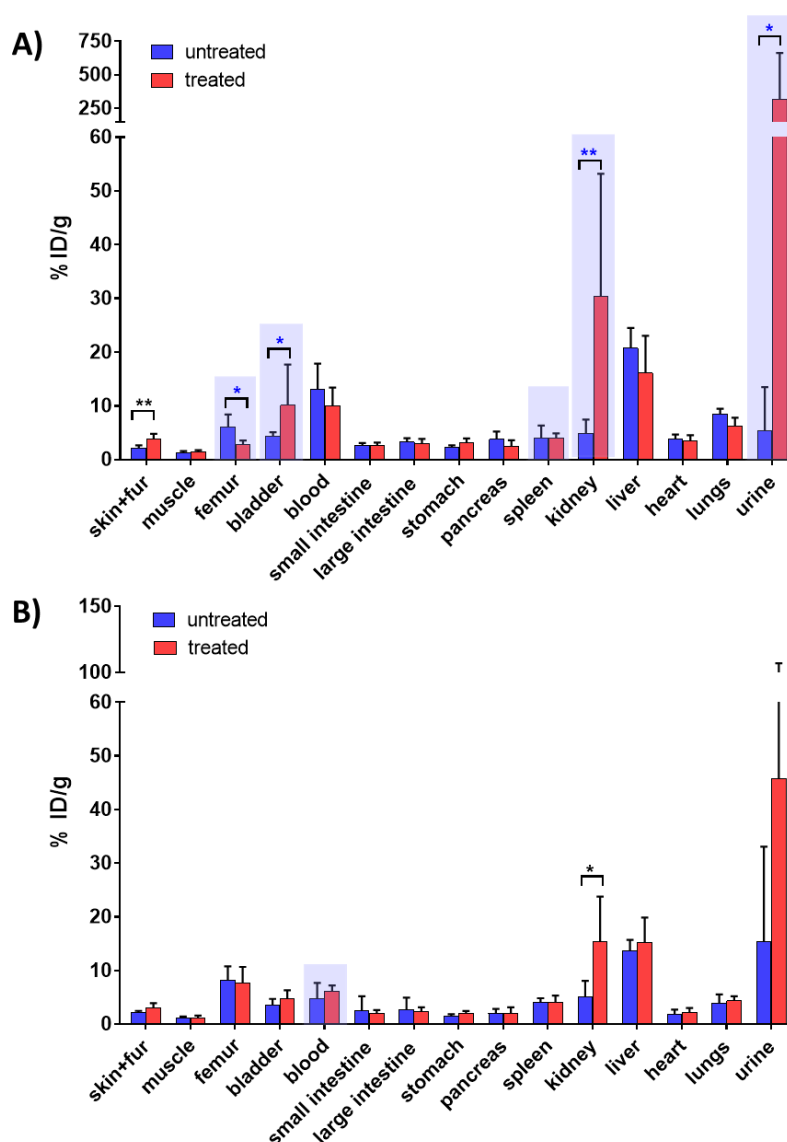 A)
750
500
250
60
50
40
30
20
10
0
% ID/g
untreated
treated
**
*
*
**
*
skin+fur
muscle
femur
bladder
blood
small intestine
large intestine
stomach
pancreas
spleen
kidney
liver
heart
lungs
urine
B)
150
100
60
50
40
30
20
10
0
% ID/g
untreated
treated
*
skin+fur
muscle
femur
bladder
blood
small intestine
large intestine
stomach
pancreas
spleen
kidney
liver
heart
lungs
urine